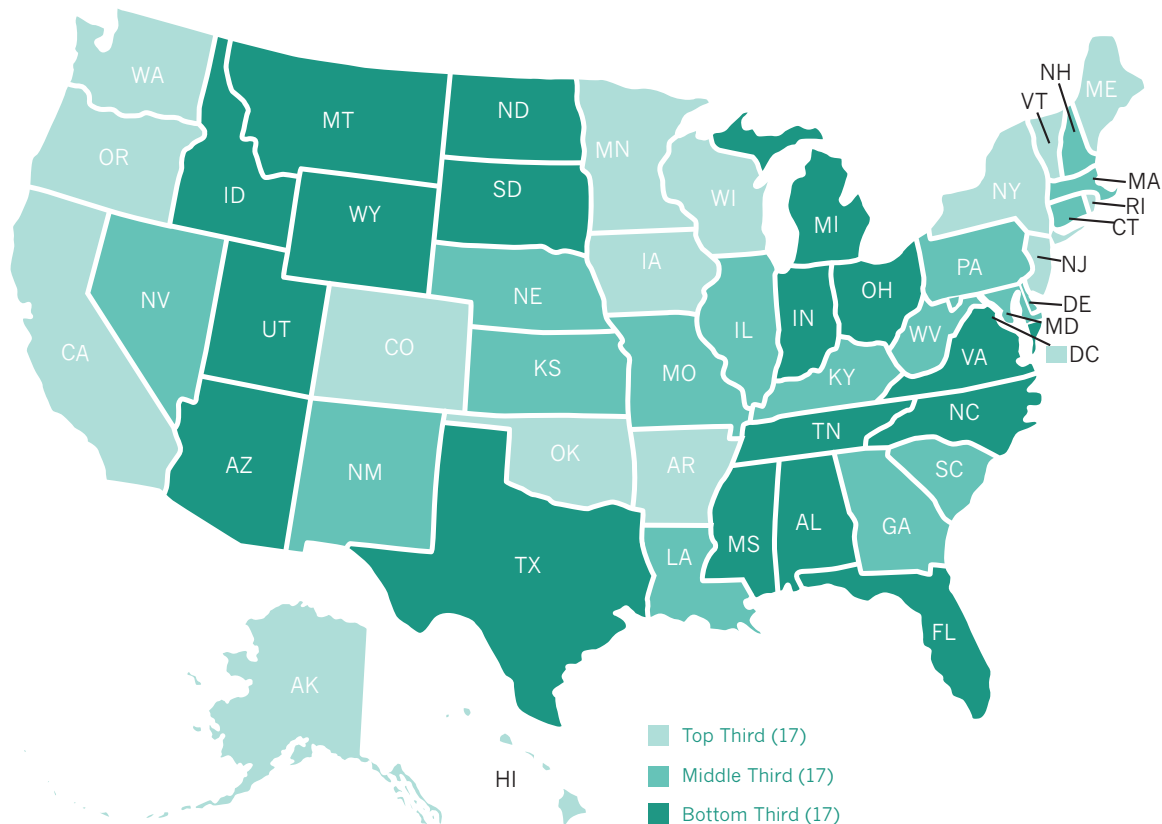 WA
OR
CA
ID
NV
MT
WY
UT
AZ
CO
NM
ND
SD
NE
KS
OK
TX
MN
IA
MO
AR
LA
WI
IL
MI
IN
OH
KY
TN
MS
AL
GA
FL
SC
NC
VA
WV
PA
NY
VT
NH
ME
MA
RI
CT
NJ
DE
MD
DC
AK
HI
Top Third (17)
Middle Third (17)
Bottom Third (17)